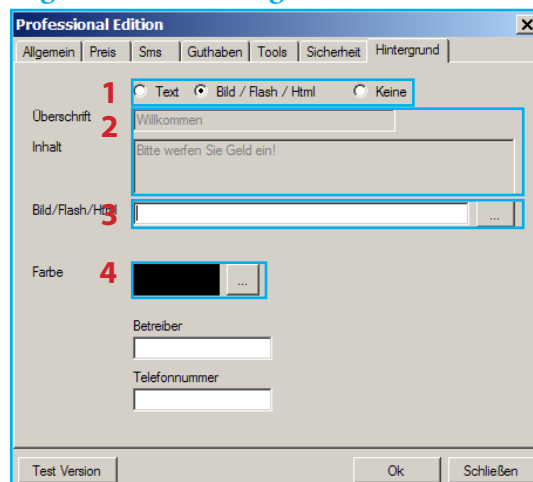 Professional Edition
Allgemein Preis Sms Guthaben Tools Sicherheit Hintergrund
1 Text Bild / Flash / Html Keine
Überschrift 2 Willkommen
Inhalt Bitte werfen Sie Geld ein!
Bild/Flash/Html 3 ...
Farbe 4 ...
Betreiber
Telefonnummer
Test Version Ok Schließen